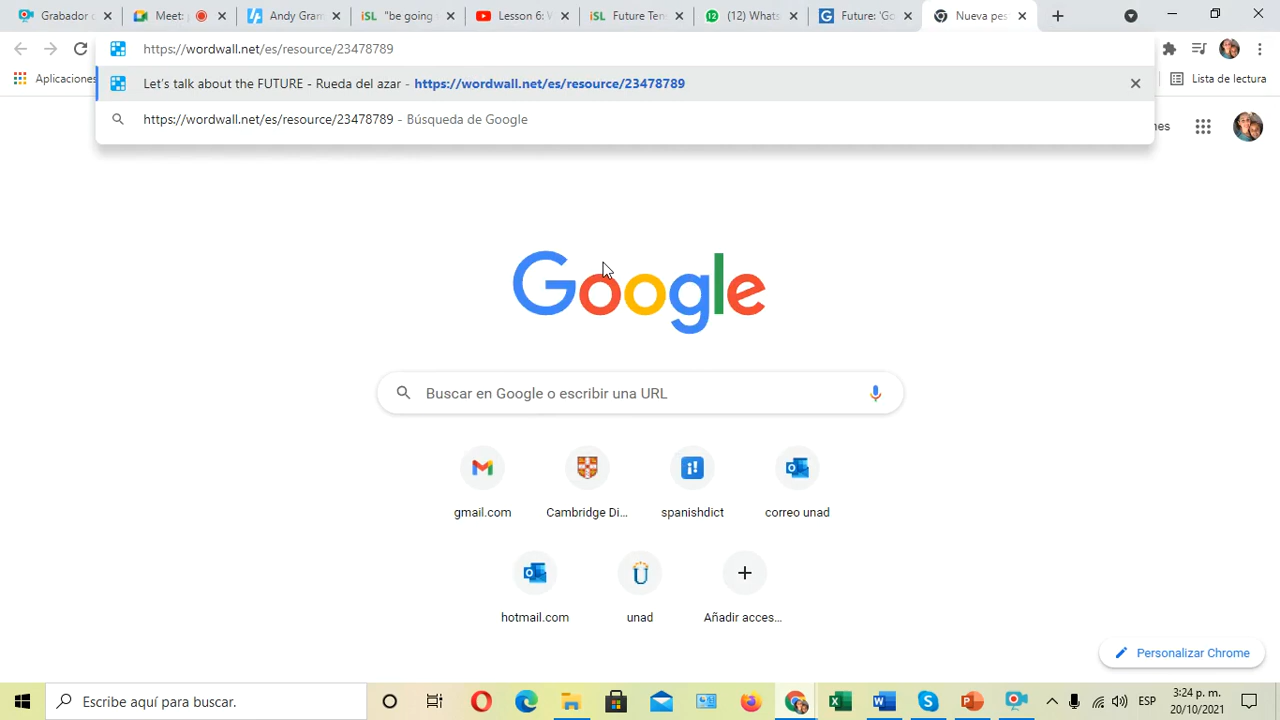 Grabador c
Meet:
Andy Gram
"be going
Lesson 6:
Future Ten
(12) Whats
Future: 'Go
Nueva pes
https://wordwall.net/es/resource/23478789
Aplicaciones
Let's talk about the FUTURE - Rueda del azar - https://wordwall.net/es/resource/23478789
Lista de lectura
https://wordwall.net/es/resource/23478789 - Búsqueda de Google
nes
Google
Buscar en Google o escribir una URL
gmail.com
Cambridge Di...
spanishdict
correo unad
hotmail.com
unad
Añadir acces...
Personalizar Chrome
Escribe aquí para buscar.
ESP
3:24 p. m.
20/10/2021